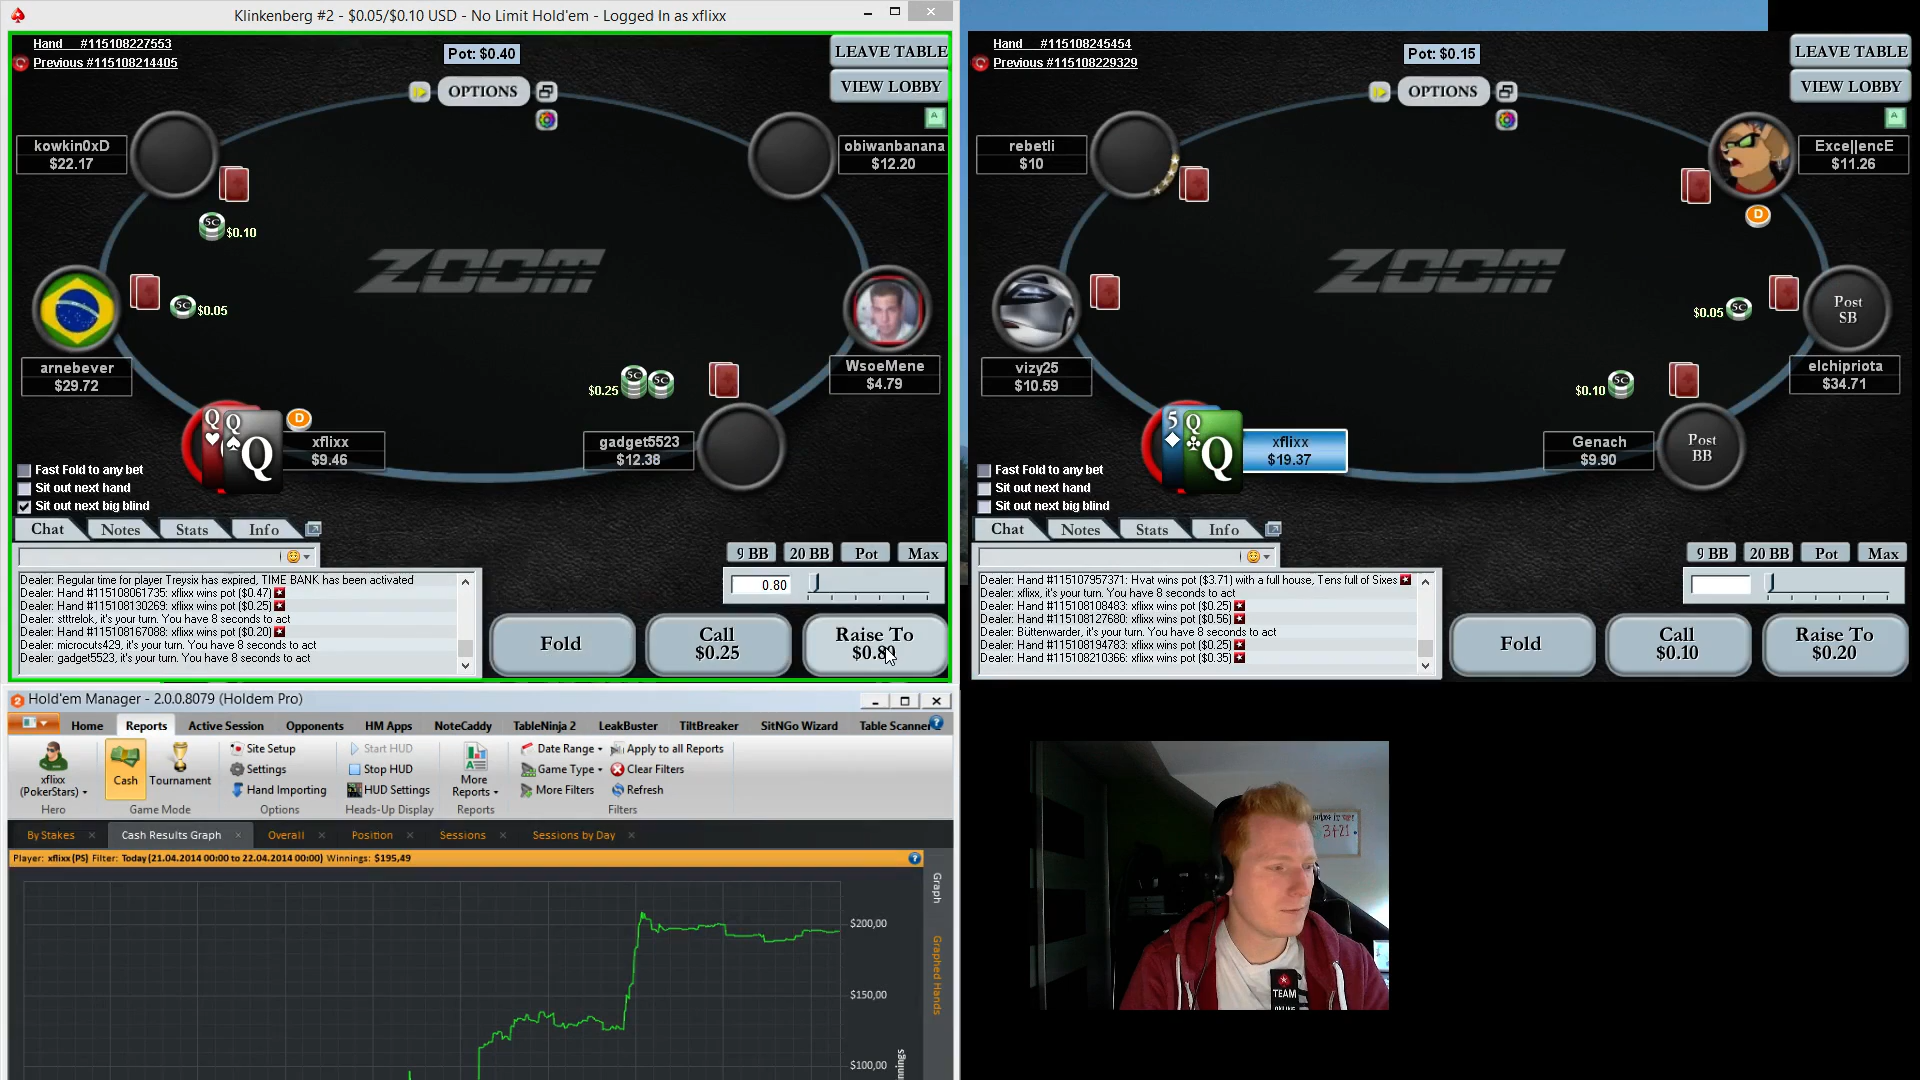 Klinkenberg #2 - $0.05/$0.10 USD - No Limit Hold'em - Logged In as xflixx
Hand #115108227553
Previous #115108214405
Pot: $0.40
LEAVE TABLE
VIEW LOBBY
OPTIONS
kowkin0xD
$22.17
obiwanbanana
$12.20
5C
$0.10
ZOOM
5C
$0.05
arnebever
$29.72
WsoeMene
$4.79
$0.25
5C
5C
Q
Q
Q
D
xflixx
$9.46
gadget5523
$12.38
Fast Fold to any bet
Sit out next hand
Sit out next big blind
Chat
Notes
Stats
Info
9 BB
20 BB
Pot
Max
0.80
Dealer: Regular time for player Treysix has expired, TIME BANK has been activated
Dealer: Hand #115108061735: xflixx wins pot ($0.47)
Dealer: Hand #115108130269: xflixx wins pot ($0.25)
Dealer: stttrelok, it's your turn. You have 8 seconds to act
Dealer: Hand #115108167088: xflixx wins pot ($0.20)
Dealer: microcuts429, it's your turn. You have 8 seconds to act
Dealer: gadget5523, it's your turn. You have 8 seconds to act
Fold
Call
$0.25
Raise To
$0.80
Hand #115108245454
Previous #115108229329
Pot: $0.15
LEAVE TABLE
VIEW LOBBY
OPTIONS
rebetli
$10
Exce||encE
$11.26
D
ZOOM
$0.05
5C
Post
SB
vizy25
$10.59
elchipriota
$34.71
$0.10
5C
5
Q
Q
xflixx
$19.37
Genach
$9.90
Post
BB
Fast Fold to any bet
Sit out next hand
Sit out next big blind
Chat
Notes
Stats
Info
9 BB
20 BB
Pot
Max
Dealer: Hand #115107957371: Hvat wins pot ($3.71) with a full house, Tens full of Sixes
Dealer: xflixx, it's your turn. You have 8 seconds to act
Dealer: Hand #115108108483: xflixx wins pot ($0.25)
Dealer: Hand #115108127680: xflixx wins pot ($0.56)
Dealer: Büttenwarder, it's your turn. You have 8 seconds to act
Dealer: Hand #115108194783: xflixx wins pot ($0.25)
Dealer: Hand #115108210366: xflixx wins pot ($0.35)
Fold
Call
$0.10
Raise To
$0.20
Hold'em Manager - 2.0.0.8079 (Holdem Pro)
Home
Reports
Active Session
Opponents
HM Apps
NoteCaddy
TableNinja 2
LeakBuster
TiltBreaker
SitNGo Wizard
Table Scanner
xflixx
(PokerStars)
Hero
Cash
Tournament
Game Mode
Site Setup
Settings
Hand Importing
Options
Start HUD
Stop HUD
HUD Settings
Heads-Up Display
More
Reports
Reports
Date Range
Game Type
More Filters
Apply to all Reports
Clear Filters
Refresh
Filters
By Stakes
Cash Results Graph
Overall
Position
Sessions
Sessions by Day
Player: xflixx (PS) Filter: Today (21.04.2014 00:00 to 22.04.2014 00:00) Winnings: $195,49
Graph
Graphed Hands
$200,00
$150,00
$100,00
nnings
3421
TEAM
ONLINE